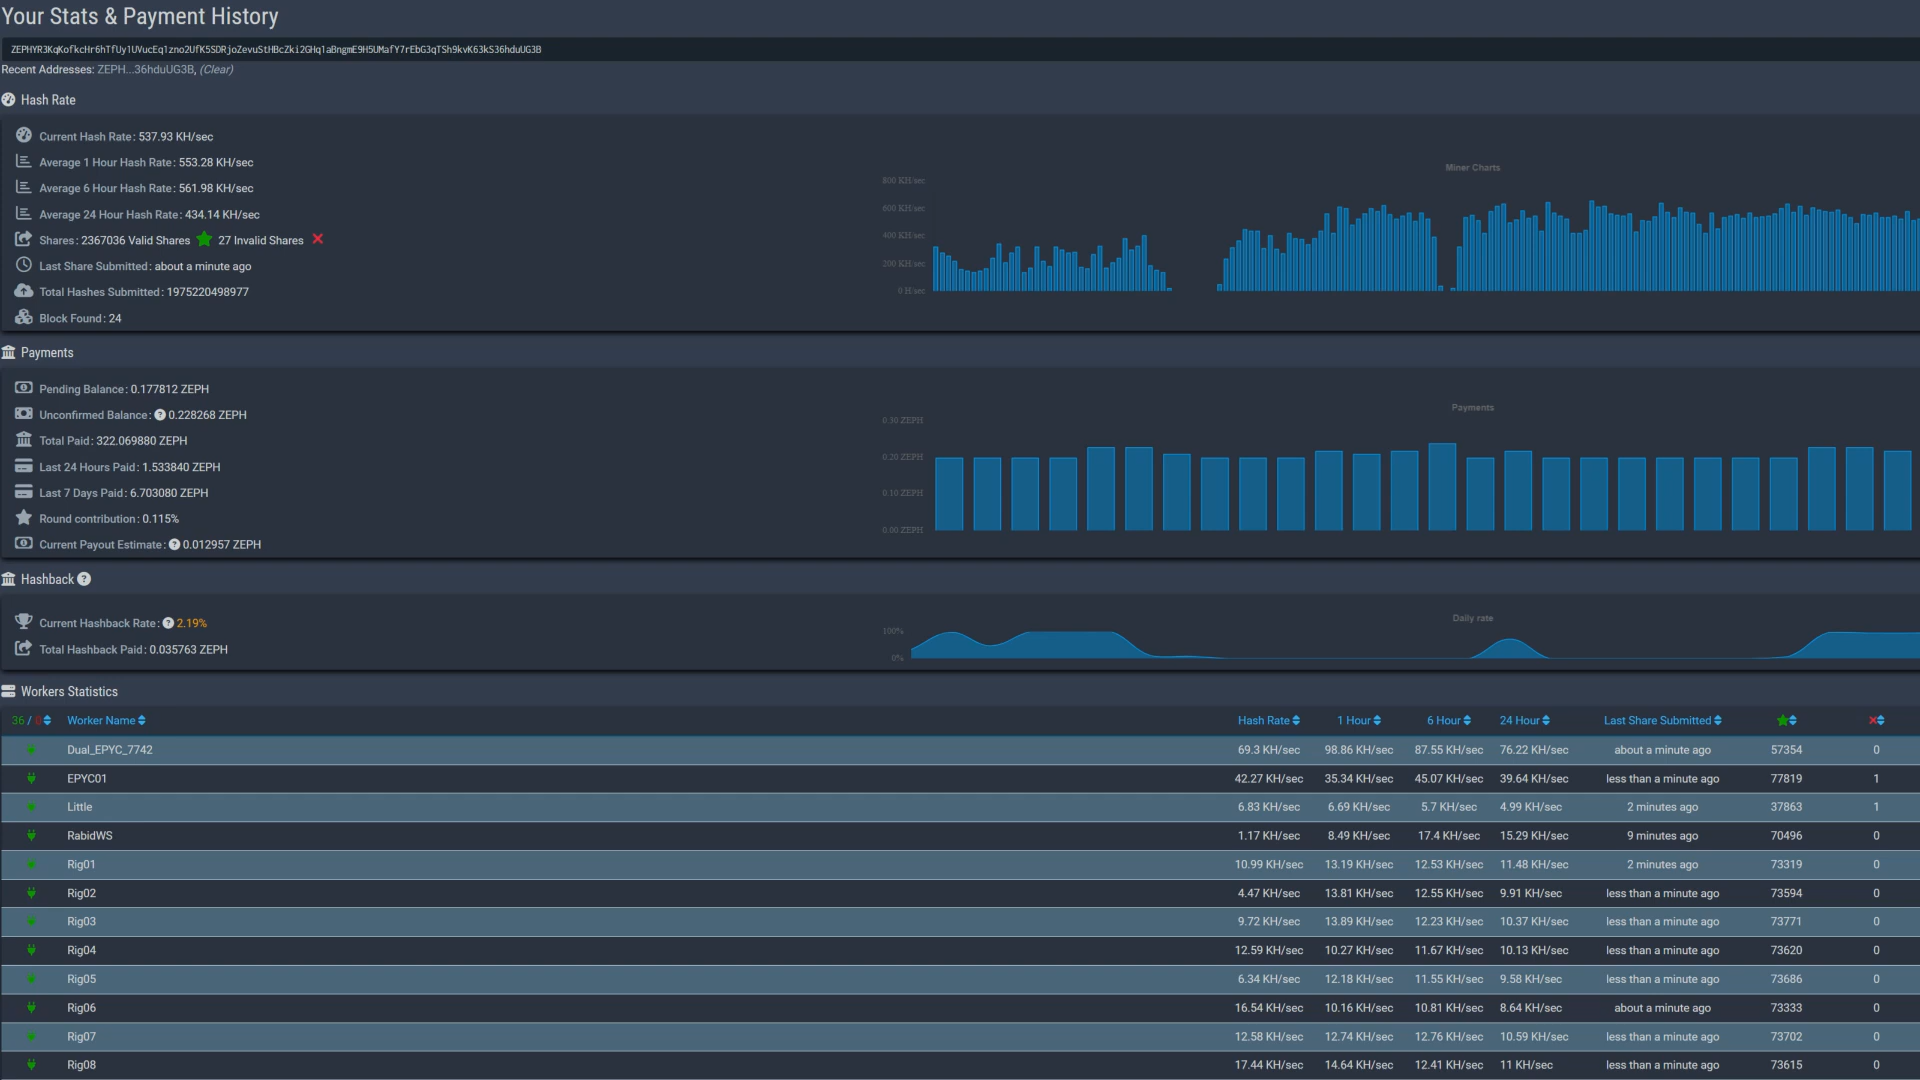 Your Stats & Payment History
ZEPHYR3KqKofkcHr6hTfUy1UVucEq1zno2UfK5SDRjoZevuStHBcZki2GHq1aBngmE9H5UMafY7rEbG3qTSh9kvK63kS36hduUG3B
Recent Addresses: ZEPH...36hduUG3B, (Clear)
Hash Rate
Current Hash Rate: 537.93 KH/sec
Average 1 Hour Hash Rate: 553.28 KH/sec
Average 6 Hour Hash Rate: 561.98 KH/sec
Average 24 Hour Hash Rate: 434.14 KH/sec
Shares: 2367036 Valid Shares 27 Invalid Shares
Last Share Submitted: about a minute ago
Total Hashes Submitted: 1975220498977
Block Found: 24
Miner Charts
800 KH/sec
600 KH/sec
400 KH/sec
200 KH/sec
0 H/sec
Payments
Pending Balance: 0.177812 ZEPH
Unconfirmed Balance: ? 0.228268 ZEPH
Total Paid: 322.069880 ZEPH
Last 24 Hours Paid: 1.533840 ZEPH
Last 7 Days Paid: 6.703080 ZEPH
Round contribution: 0.115%
Current Payout Estimate: ? 0.012957 ZEPH
Payments
0.30 ZEPH
0.20 ZEPH
0.10 ZEPH
0.00 ZEPH
Hashback ?
Current Hashback Rate: ? 2.19%
Total Hashback Paid: 0.035763 ZEPH
Daily rate
100%
0%
Workers Statistics
36 / 0 Worker Name Hash Rate 1 Hour 6 Hour 24 Hour Last Share Submitted
Dual_EPYC_7742 69.3 KH/sec 98.86 KH/sec 87.55 KH/sec 76.22 KH/sec about a minute ago 57354 0
EPYC01 42.27 KH/sec 35.34 KH/sec 45.07 KH/sec 39.64 KH/sec less than a minute ago 77819 1
Little 6.83 KH/sec 6.69 KH/sec 5.7 KH/sec 4.99 KH/sec 2 minutes ago 37863 1
RabidWS 1.17 KH/sec 8.49 KH/sec 17.4 KH/sec 15.29 KH/sec 9 minutes ago 70496 0
Rig01 10.99 KH/sec 13.19 KH/sec 12.53 KH/sec 11.48 KH/sec 2 minutes ago 73319 0
Rig02 4.47 KH/sec 13.81 KH/sec 12.55 KH/sec 9.91 KH/sec less than a minute ago 73594 0
Rig03 9.72 KH/sec 13.89 KH/sec 12.23 KH/sec 10.37 KH/sec less than a minute ago 73771 0
Rig04 12.59 KH/sec 10.27 KH/sec 11.67 KH/sec 10.13 KH/sec less than a minute ago 73620 0
Rig05 6.34 KH/sec 12.18 KH/sec 11.55 KH/sec 9.58 KH/sec less than a minute ago 73686 0
Rig06 16.54 KH/sec 10.16 KH/sec 10.81 KH/sec 8.64 KH/sec about a minute ago 73333 0
Rig07 12.58 KH/sec 12.74 KH/sec 12.76 KH/sec 10.59 KH/sec less than a minute ago 73702 0
Rig08 17.44 KH/sec 14.64 KH/sec 12.41 KH/sec 11 KH/sec less than a minute ago 73615 0